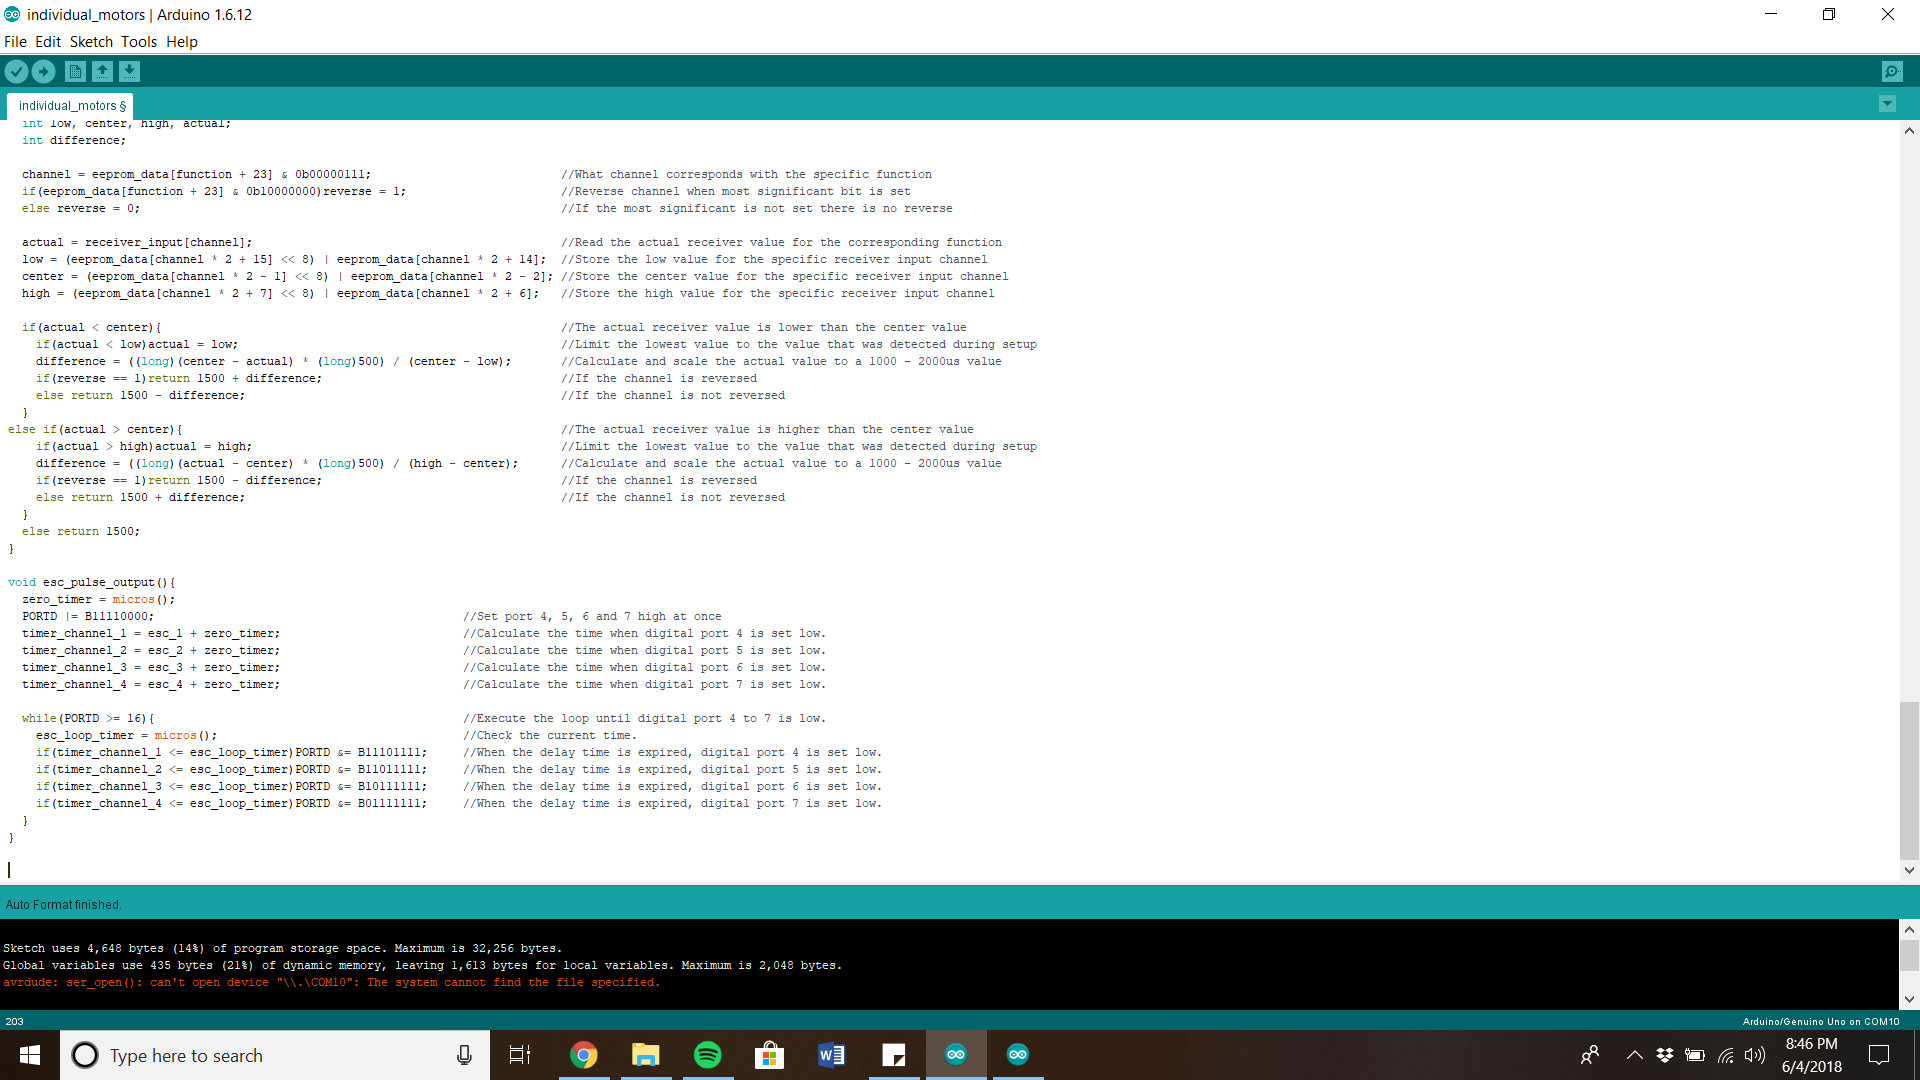 individual_motors | Arduino 1.6.12
File Edit Sketch Tools Help
individual_motors §
int low, center, high, actual;
int difference;
channel = eeprom_data[function + 23] & 0b00000111; //What channel corresponds with the specific function
if(eeprom_data[function + 23] & 0b10000000)reverse = 1; //Reverse channel when most significant bit is set
else reverse = 0; //If the most significant is not set there is no reverse
actual = receiver_input[channel]; //Read the actual receiver value for the corresponding function
low = (eeprom_data[channel * 2 + 15] << 8) | eeprom_data[channel * 2 + 14]; //Store the low value for the specific receiver input channel
center = (eeprom_data[channel * 2 - 1] << 8) | eeprom_data[channel * 2 - 2]; //Store the center value for the specific receiver input channel
high = (eeprom_data[channel * 2 + 7] << 8) | eeprom_data[channel * 2 + 6]; //Store the high value for the specific receiver input channel
if(actual < center){ //The actual receiver value is lower than the center value
if(actual < low)actual = low; //Limit the lowest value to the value that was detected during setup
difference = ((long)(center - actual) * (long)500) / (center - low); //Calculate and scale the actual value to a 1000 - 2000us value
if(reverse == 1)return 1500 + difference; //If the channel is reversed
else return 1500 - difference; //If the channel is not reversed
}
else if(actual > center){ //The actual receiver value is higher than the center value
if(actual > high)actual = high; //Limit the lowest value to the value that was detected during setup
difference = ((long)(actual - center) * (long)500) / (high - center); //Calculate and scale the actual value to a 1000 - 2000us value
if(reverse == 1)return 1500 - difference; //If the channel is reversed
else return 1500 + difference; //If the channel is not reversed
}
else return 1500;
}
void esc_pulse_output(){
zero_timer = micros();
PORTD |= B11110000; //Set port 4, 5, 6 and 7 high at once
timer_channel_1 = esc_1 + zero_timer; //Calculate the time when digital port 4 is set low.
timer_channel_2 = esc_2 + zero_timer; //Calculate the time when digital port 5 is set low.
timer_channel_3 = esc_3 + zero_timer; //Calculate the time when digital port 6 is set low.
timer_channel_4 = esc_4 + zero_timer; //Calculate the time when digital port 7 is set low.
while(PORTD >= 16){ //Execute the loop until digital port 4 to 7 is low.
esc_loop_timer = micros(); //Check the current time.
if(timer_channel_1 <= esc_loop_timer)PORTD &= B11101111; //When the delay time is expired, digital port 4 is set low.
if(timer_channel_2 <= esc_loop_timer)PORTD &= B11011111; //When the delay time is expired, digital port 5 is set low.
if(timer_channel_3 <= esc_loop_timer)PORTD &= B10111111; //When the delay time is expired, digital port 6 is set low.
if(timer_channel_4 <= esc_loop_timer)PORTD &= B01111111; //When the delay time is expired, digital port 7 is set low.
}
}
Auto Format finished.
Sketch uses 4,648 bytes (14%) of program storage space. Maximum is 32,256 bytes.
Global variables use 435 bytes (21%) of dynamic memory, leaving 1,613 bytes for local variables. Maximum is 2,048 bytes.
avrdude: ser_open(): can't open device "\\.\COM10": The system cannot find the file specified.
203
Arduino/Genuino Uno on COM10
Type here to search
8:46 PM
6/4/2018